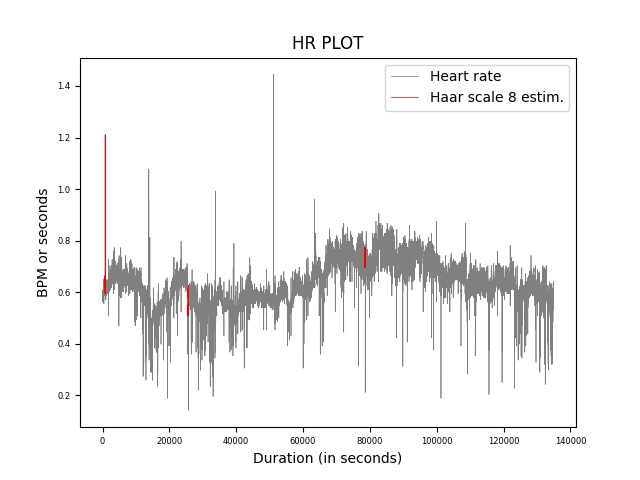 HR PLOT
Heart rate
Haar scale 8 estim.
BPM or seconds
1.4
1.2
1.0
0.8
0.6
0.4
0.2
0 20000 40000 60000 80000 100000 120000 140000
Duration (in seconds)